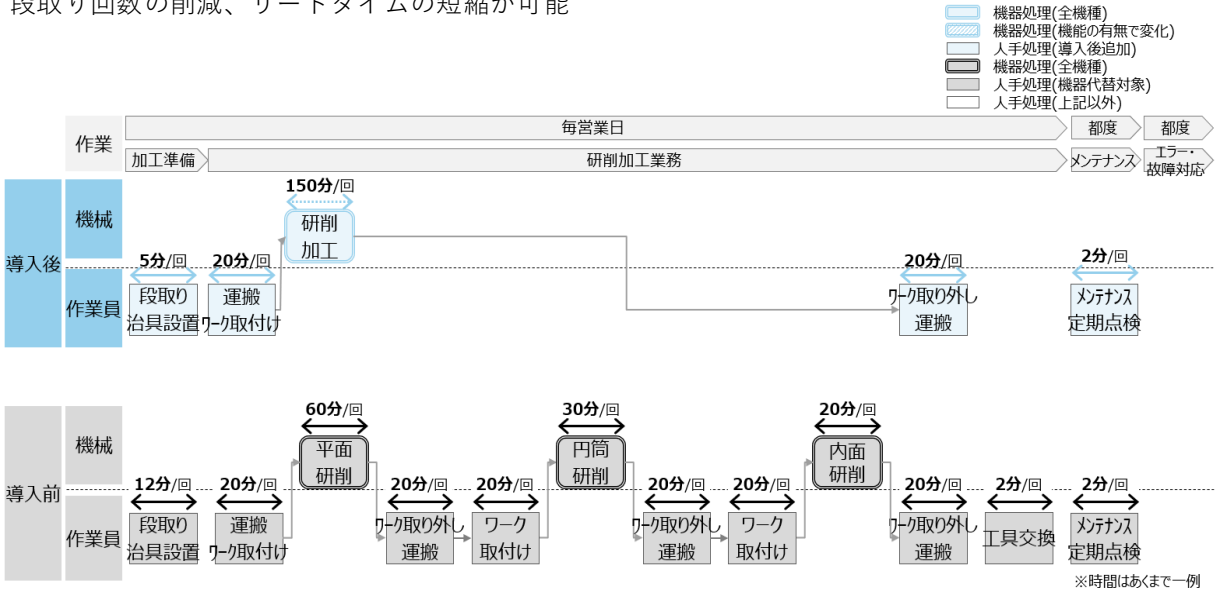 段取り回数の削減、リードタイムの短縮が可能
機器処理(全機種)
機器処理(機能の有無で変化)
人手処理(導入後追加)
機器処理(全機種)
人手処理(機器代替対象)
人手処理(上記以外)
作業
毎営業日
都度
都度
加工準備
研削加工業務
メンテナンス
エラー・
故障対応
導入後
機械
150分/回
研削
加工
作業員
5分/回
段取り
治具設置
20分/回
運搬
ワーク取付け
20分/回
ワーク取り外し
運搬
2分/回
メンテナンス
定期点検
導入前
機械
60分/回
平面
研削
30分/回
円筒
研削
20分/回
内面
研削
作業員
12分/回
段取り
治具設置
20分/回
運搬
ワーク取付け
20分/回
ワーク取り外し
運搬
20分/回
ワーク
取付け
20分/回
ワーク取り外し
運搬
20分/回
ワーク
取付け
20分/回
ワーク取り外し
運搬
2分/回
工具交換
2分/回
メンテナンス
定期点検
※時間はあくまで一例